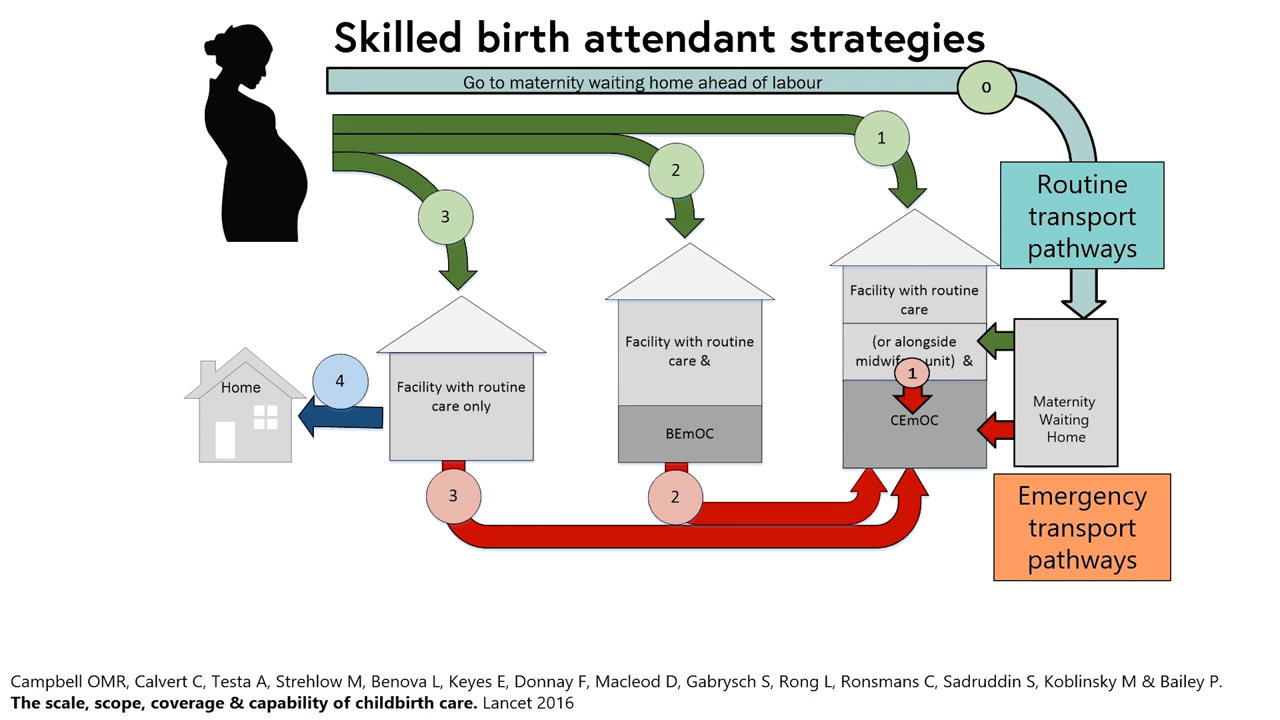 Skilled birth attendant strategies
Go to maternity waiting home ahead of labour
0
1
2
3
Routine
transport
pathways
Facility with routine
care
(or alongside
unit) &
1
CEmOC
Facility with routine
care &
BEmOC
Facility with routine
care only
Home
4
Maternity
Waiting
Home
3
2
Emergency
transport
pathways
Campbell OMR, Calvert C, Testa A, Strehlow M, Benova L, Keyes E, Donnay F, Macleod D, Gabrysch S, Rong L, Ronsmans C, Sadruddin S, Koblinsky M & Bailey P.
The scale, scope, coverage & capability of childbirth care. Lancet 2016